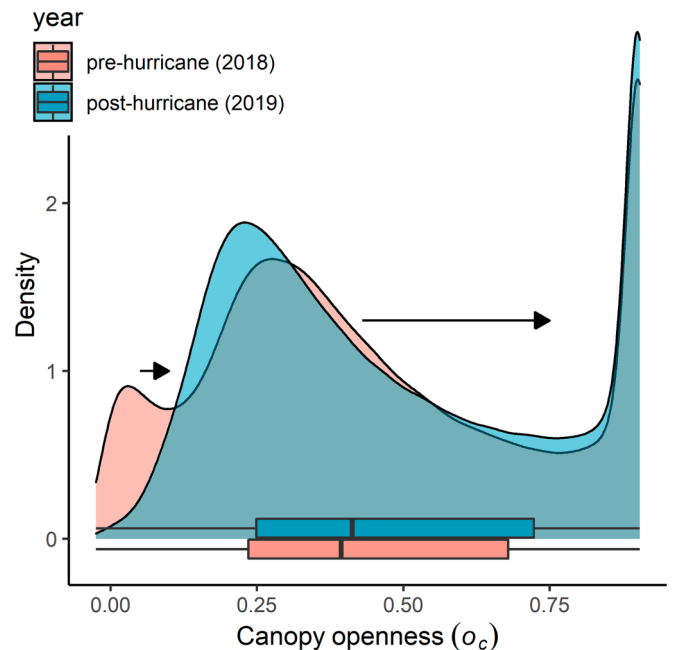 year
pre-hurricane (2018)
post-hurricane (2019)
Density
2
1
0
0.00 0.25 0.50 0.75
Canopy openness (o_c)